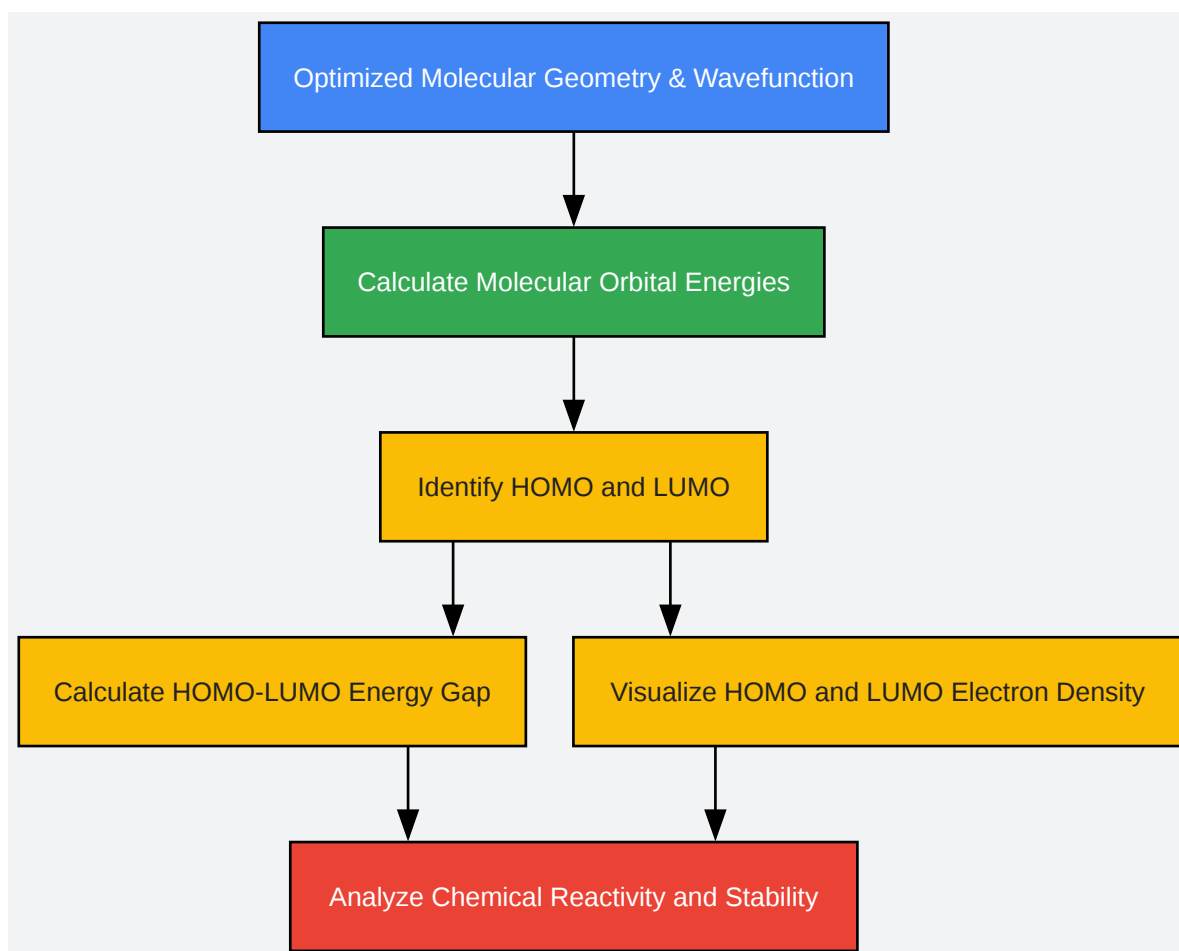 Optimized Molecular Geometry & Wavefunction
Calculate Molecular Orbital Energies
Identify HOMO and LUMO
Calculate HOMO-LUMO Energy Gap
Visualize HOMO and LUMO Electron Density
Analyze Chemical Reactivity and Stability